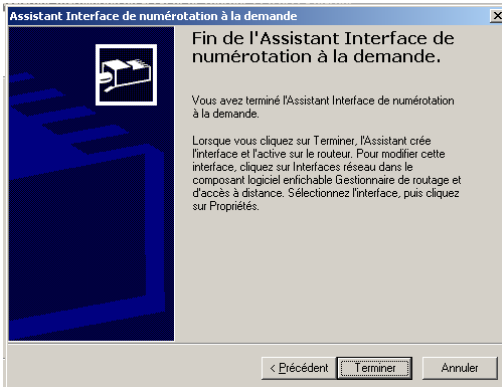 Assistant Interface de numérotation à la demande
Fin de l'Assistant Interface de
numérotation à la demande.
Vous avez terminé l'Assistant Interface de numérotation
à la demande.
Lorsque vous cliquez sur Terminer, l'Assistant crée
l'interface et l'active sur le routeur. Pour modifier cette
interface, cliquez sur Interfaces réseau dans le
composant logiciel enfichable Gestionnaire de routage et
d'accès à distance. Sélectionnez l'interface, puis cliquez
sur Propriétés.
< Précédent Terminer Annuler